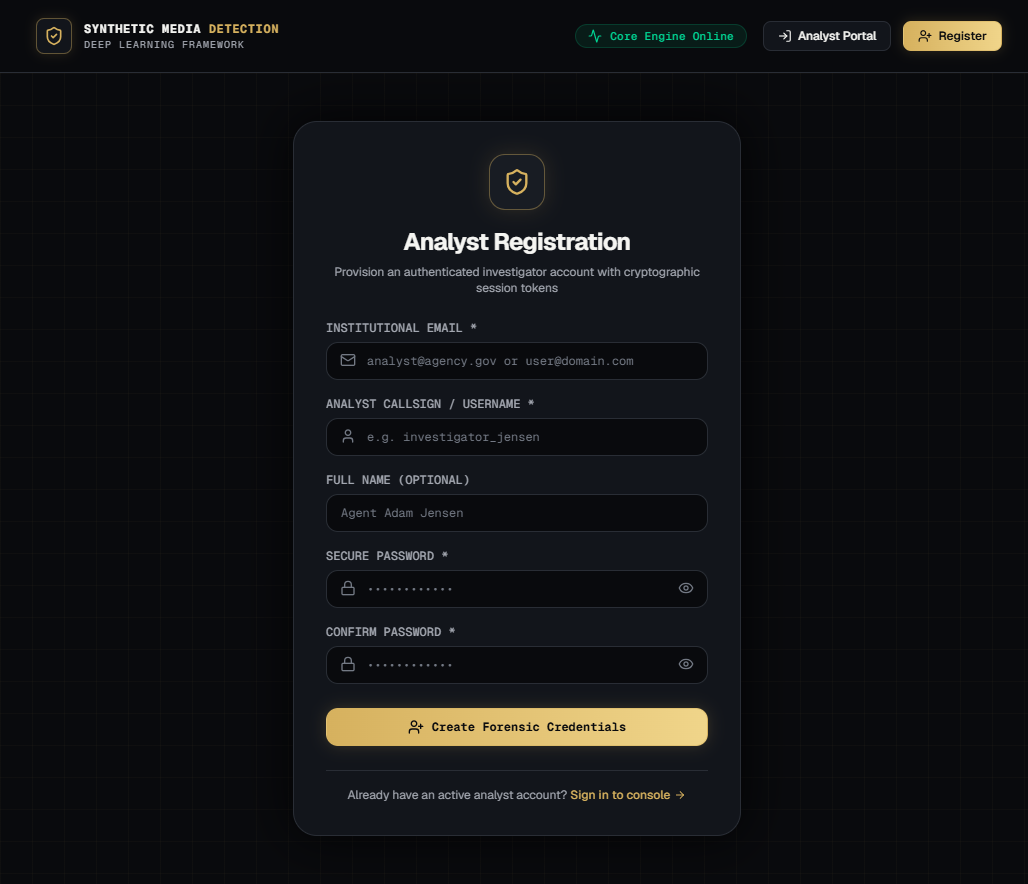 SYNTHETIC MEDIA DETECTION
DEEP LEARNING FRAMEWORK
Core Engine Online
Analyst Portal
Register
Analyst Registration
Provision an authenticated investigator account with cryptographic
session tokens
INSTITUTIONAL EMAIL *
analyst@agency.gov or user@domain.com
ANALYST CALLSIGN / USERNAME *
e.g. investigator_jensen
FULL NAME (OPTIONAL)
Agent Adam Jensen
SECURE PASSWORD *
••••••••••••
CONFIRM PASSWORD *
••••••••••••
Create Forensic Credentials
Already have an active analyst account? Sign in to console →